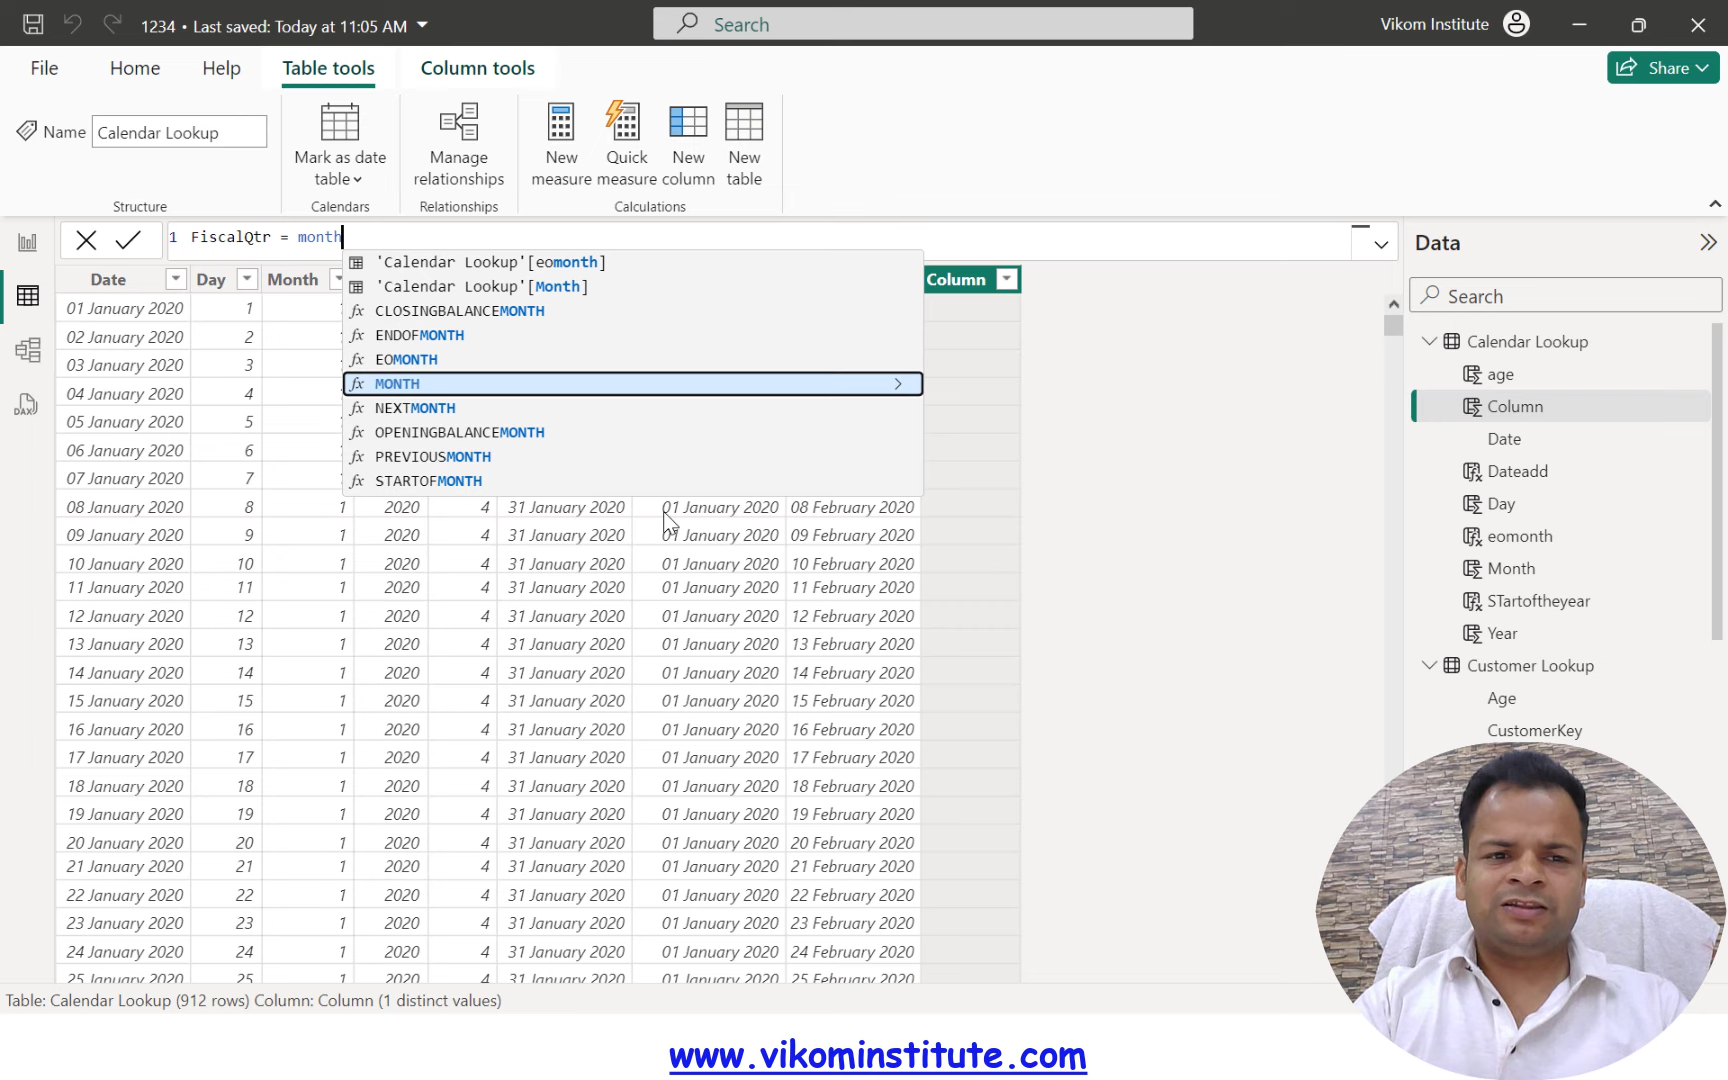 1234 • Last saved: Today at 11:05 AM
Search
Vikom Institute
File Home Help Table tools Column tools
Share
Name Calendar Lookup
Mark as date table
Manage relationships
New measure
Quick measure
New column
New table
Structure Calendars Relationships Calculations
1 FiscalQtr = month
'Calendar Lookup'[eomonth]
'Calendar Lookup'[Month]
CLOSINGBALANCEMONTH
ENDOFMONTH
EOMONTH
MONTH
NEXTMONTH
OPENINGBALANCEMONTH
PREVIOUSMONTH
STARTOFMONTH
Date Day Month Column
01 January 2020 1
02 January 2020 2
03 January 2020 3
04 January 2020 4
05 January 2020 5
06 January 2020 6
07 January 2020 7
08 January 2020 8 1 2020 4 31 January 2020 01 January 2020 08 February 2020
09 January 2020 9 1 2020 4 31 January 2020 01 January 2020 09 February 2020
10 January 2020 10 1 2020 4 31 January 2020 01 January 2020 10 February 2020
11 January 2020 11 1 2020 4 31 January 2020 01 January 2020 11 February 2020
12 January 2020 12 1 2020 4 31 January 2020 01 January 2020 12 February 2020
13 January 2020 13 1 2020 4 31 January 2020 01 January 2020 13 February 2020
14 January 2020 14 1 2020 4 31 January 2020 01 January 2020 14 February 2020
15 January 2020 15 1 2020 4 31 January 2020 01 January 2020 15 February 2020
16 January 2020 16 1 2020 4 31 January 2020 01 January 2020 16 February 2020
17 January 2020 17 1 2020 4 31 January 2020 01 January 2020 17 February 2020
18 January 2020 18 1 2020 4 31 January 2020 01 January 2020 18 February 2020
19 January 2020 19 1 2020 4 31 January 2020 01 January 2020 19 February 2020
20 January 2020 20 1 2020 4 31 January 2020 01 January 2020 20 February 2020
21 January 2020 21 1 2020 4 31 January 2020 01 January 2020 21 February 2020
22 January 2020 22 1 2020 4 31 January 2020 01 January 2020 22 February 2020
23 January 2020 23 1 2020 4 31 January 2020 01 January 2020 23 February 2020
24 January 2020 24 1 2020 4 31 January 2020 01 January 2020 24 February 2020
25 January 2020 25 1 2020 4 31 January 2020 01 January 2020 25 February 2020
Data
Search
Calendar Lookup
age
Column
Date
Dateadd
Day
eomonth
Month
STartoftheyear
Year
Customer Lookup
Age
CustomerKey
DAX
Table: Calendar Lookup (912 rows) Column: Column (1 distinct values)
www.vikominstitute.com